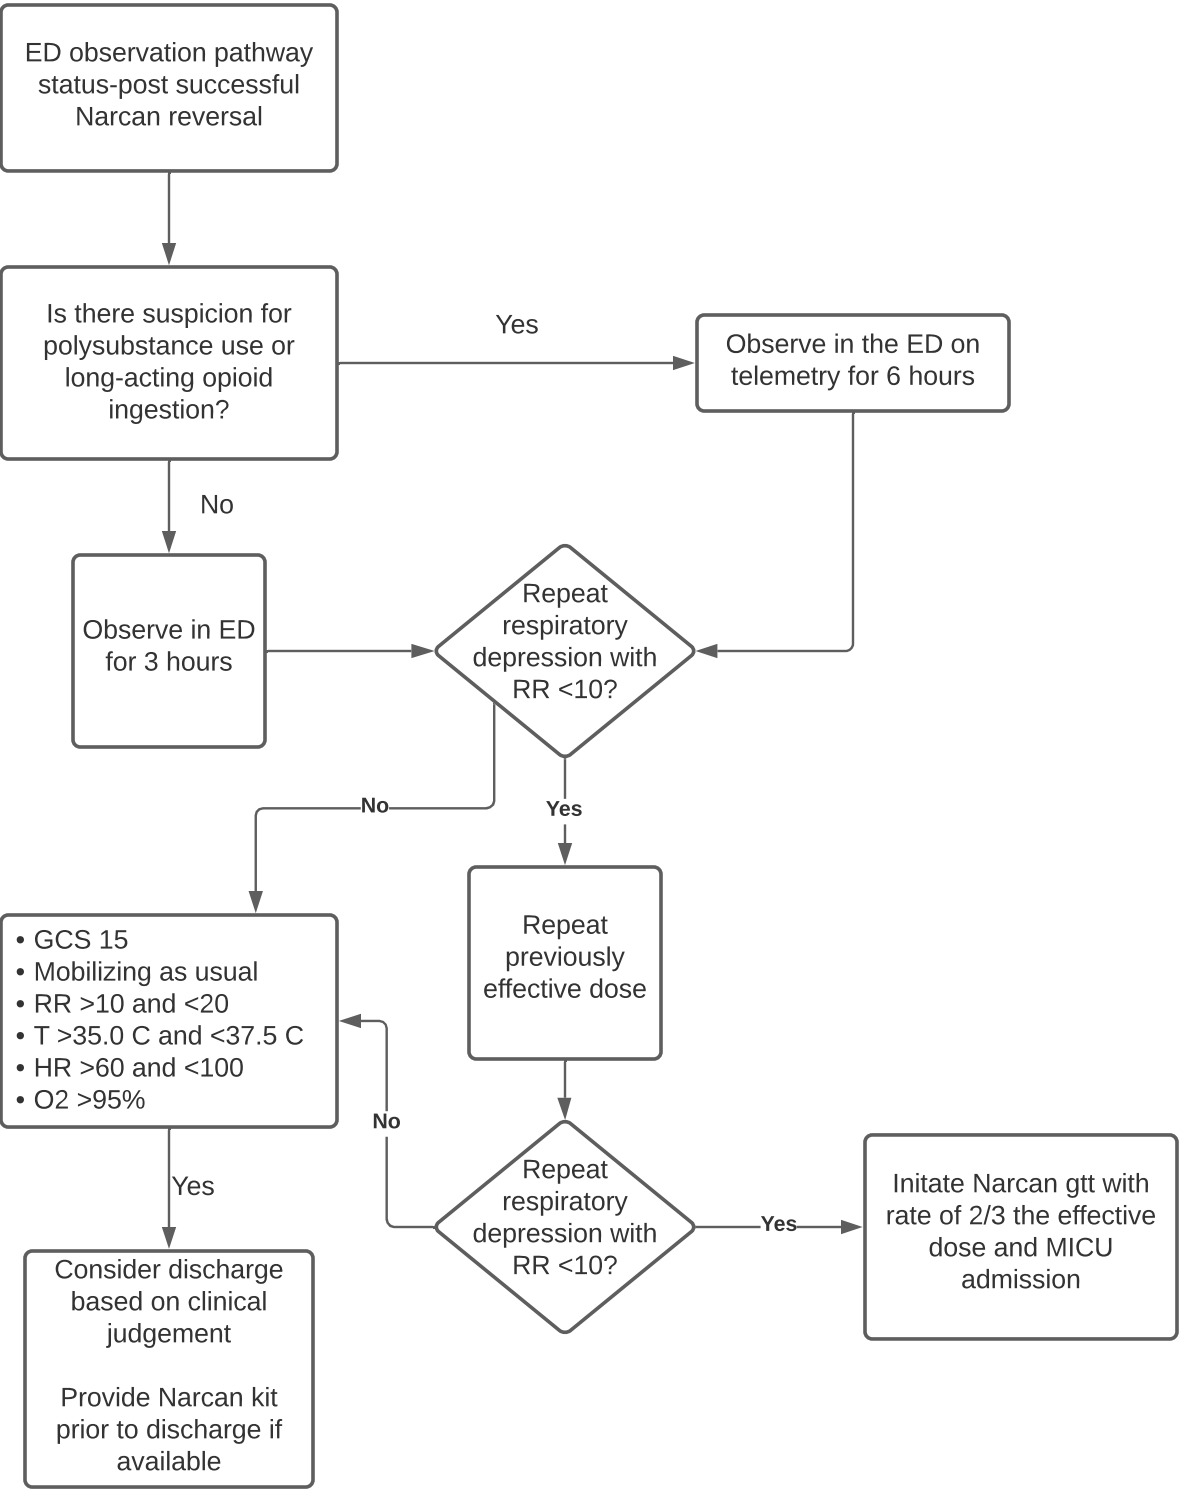 ED observation pathway
status-post successful
Narcan reversal
Is there suspicion for
polysubstance use or
long-acting opioid
ingestion?
Yes
Observe in the ED on
telemetry for 6 hours
No
Observe in ED
for 3 hours
Repeat
respiratory
depression with
RR <10?
No
Yes
Repeat
previously
effective dose
• GCS 15
• Mobilizing as usual
• RR >10 and <20
• T >35.0 C and <37.5 C
• HR >60 and <100
• O2 >95%
No
Repeat
respiratory
depression with
RR <10?
Yes
Initate Narcan gtt with
rate of 2/3 the effective
dose and MICU
admission
Yes
Consider discharge
based on clinical
judgement
Provide Narcan kit
prior to discharge if
available